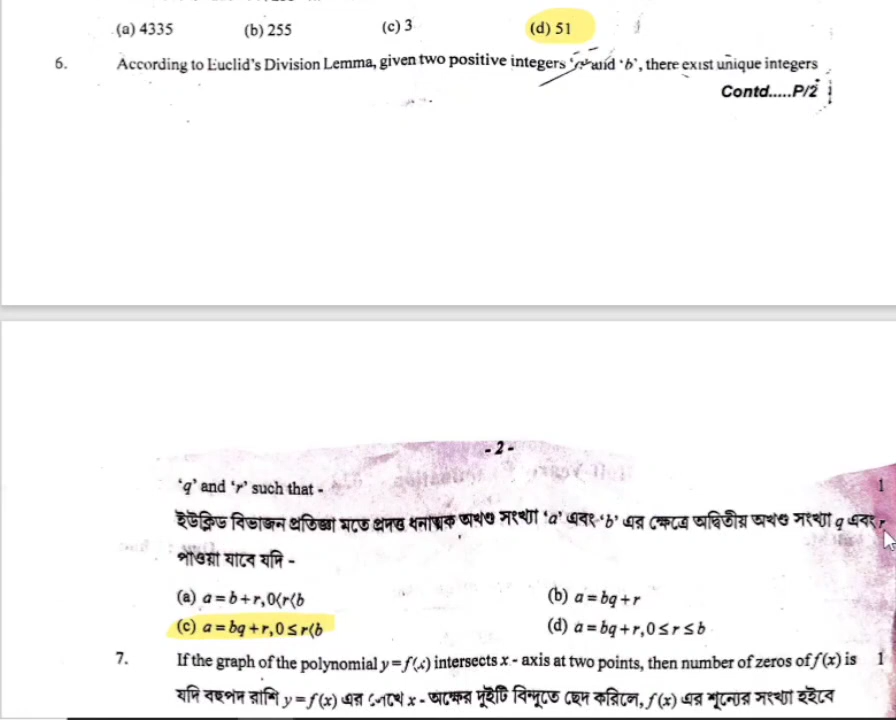 (a) 4335 (b) 255 (c) 3 (d) 51
6. According to Euclid's Division Lemma, given two positive integers and 'b', there exist unique integers
Contd.....P/2
- 2 -
'q' and 'r' such that - 1
ইউক্লিড বিভাজন প্রতিজ্ঞা মতে প্রদত্ত ধনাত্মক অখণ্ড সংখ্যা 'a' এবং 'b' এর ক্ষেত্রে অদ্বিতীয় অখণ্ড সংখ্যা q এবং r
পাওয়া যাবে যদি -
(a) a = b + r, 0⟨r⟨b (b) a = bq + r
(c) a = bq + r, 0 ≤ r⟨b (d) a = bq + r, 0 ≤ r ≤ b
7. If the graph of the polynomial y = f(x) intersects x - axis at two points, then number of zeros of f(x) is 1
যদি বহুপদ রাশি y = f(x) এর x - অক্ষের দুইটি বিন্দুতে ছেদ করিলে, f(x) এর শূন্যের সংখ্যা হইবে